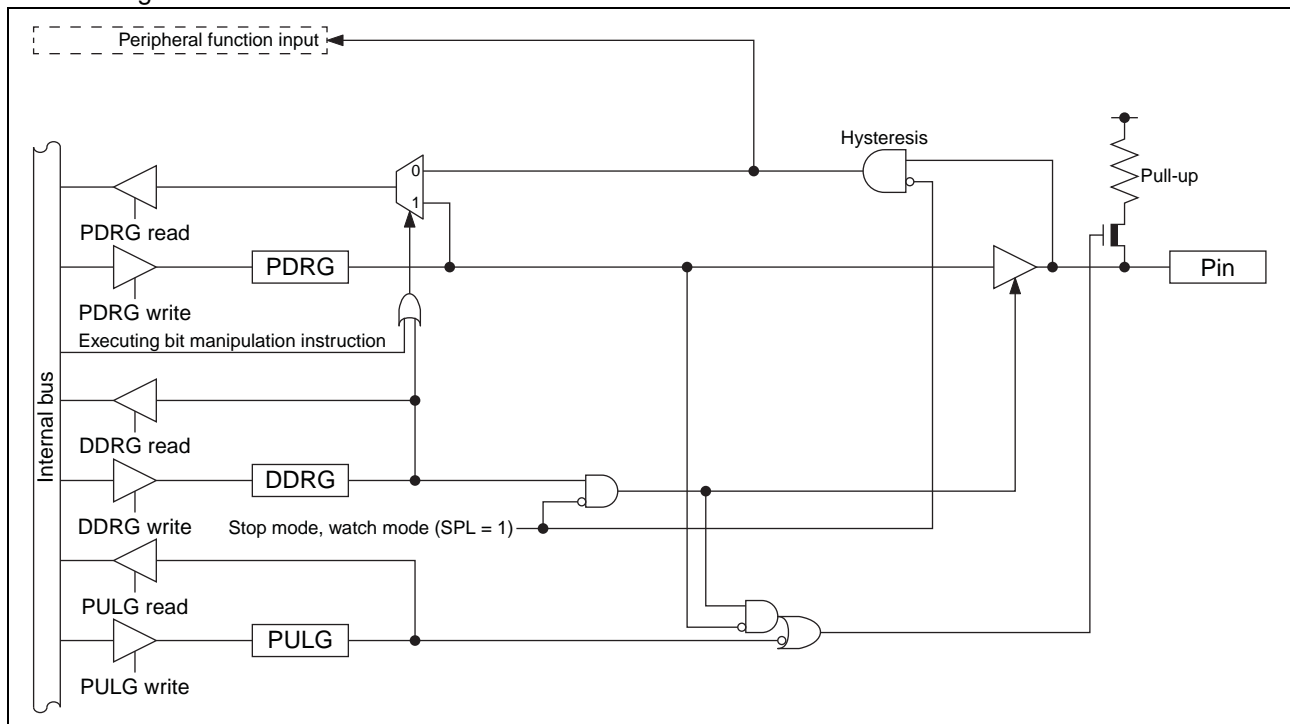 Peripheral function input
Hysteresis
0
Pull-up
1
PDRG read
PDRG
Pin
PDRG write
Executing bit manipulation instruction
Internal bus
DDRG read
DDRG
Stop mode, watch mode (SPL = 1)
DDRG write
PULG read
PULG
PULG write